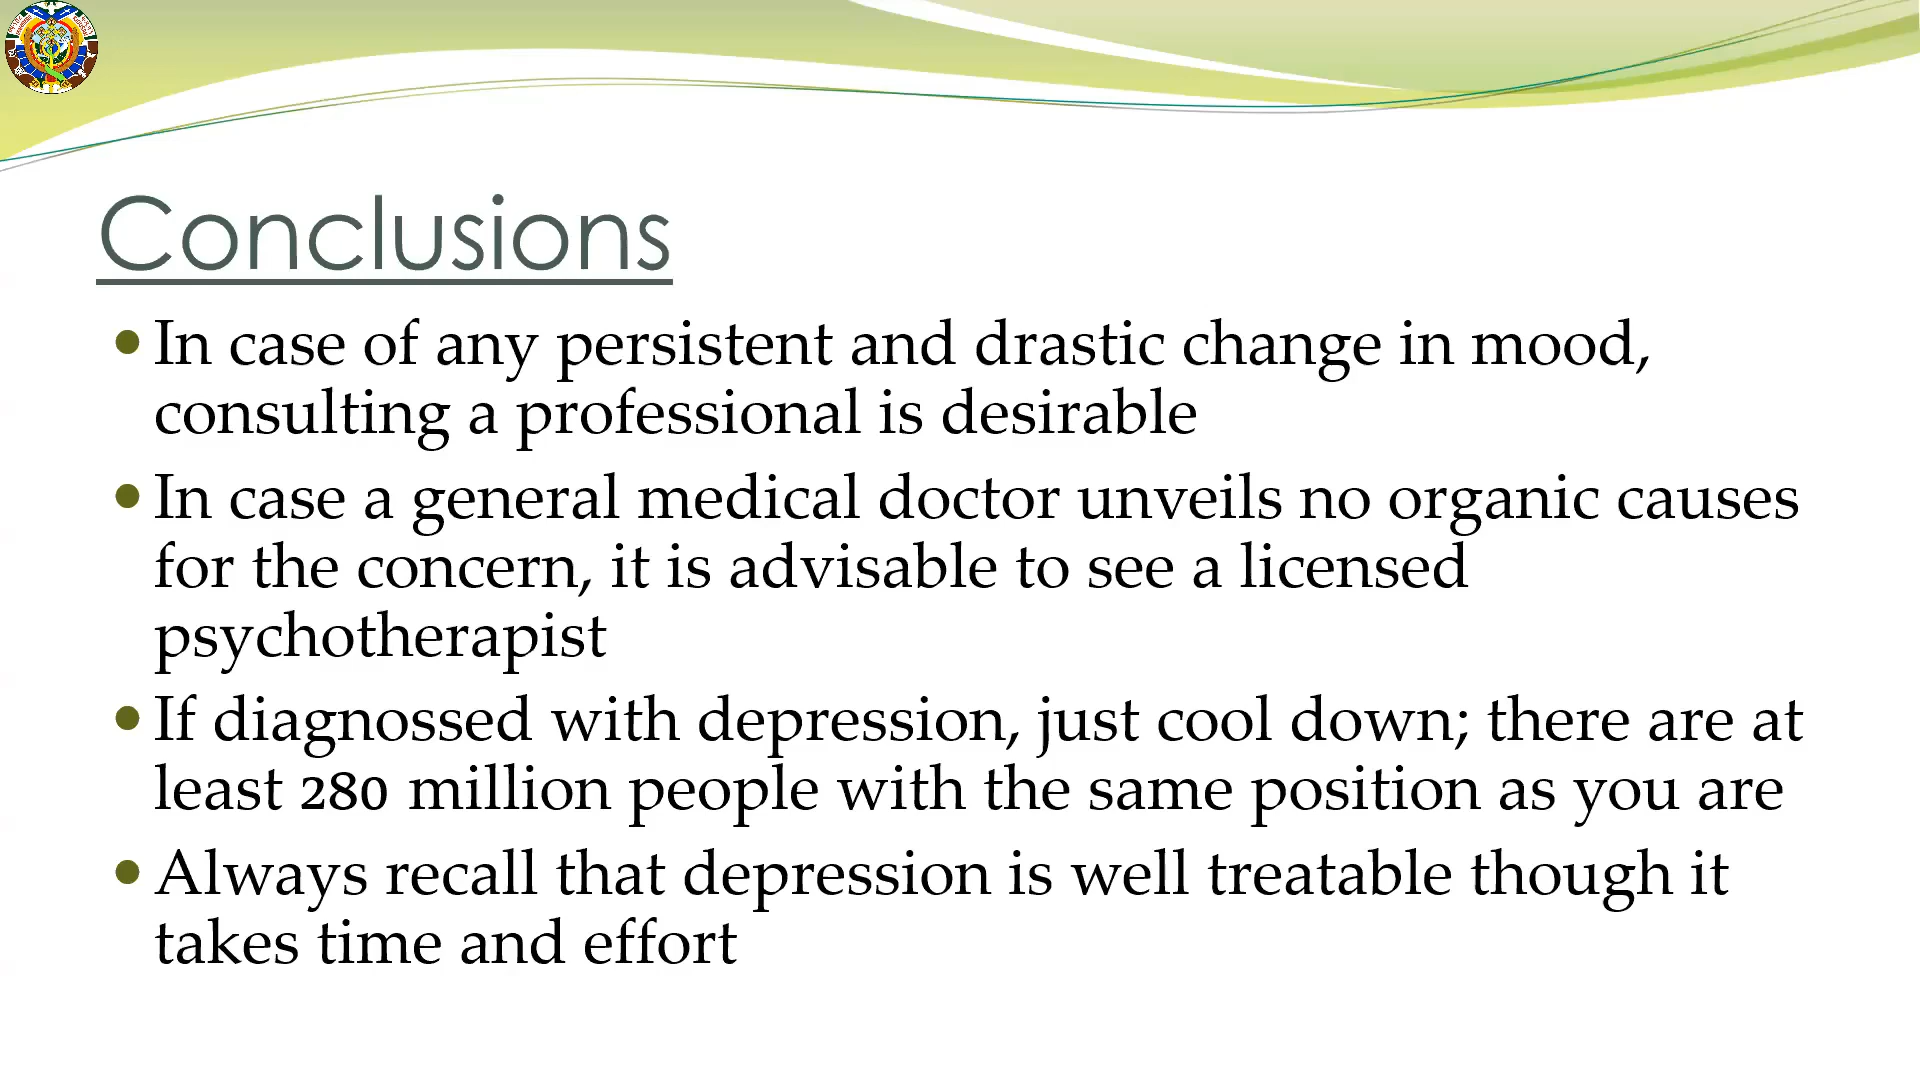 Conclusions
In case of any persistent and drastic change in mood,
consulting a professional is desirable
In case a general medical doctor unveils no organic causes
for the concern, it is advisable to see a licensed
psychotherapist
If diagnossed with depression, just cool down; there are at
least 280 million people with the same position as you are
Always recall that depression is well treatable though it
takes time and effort